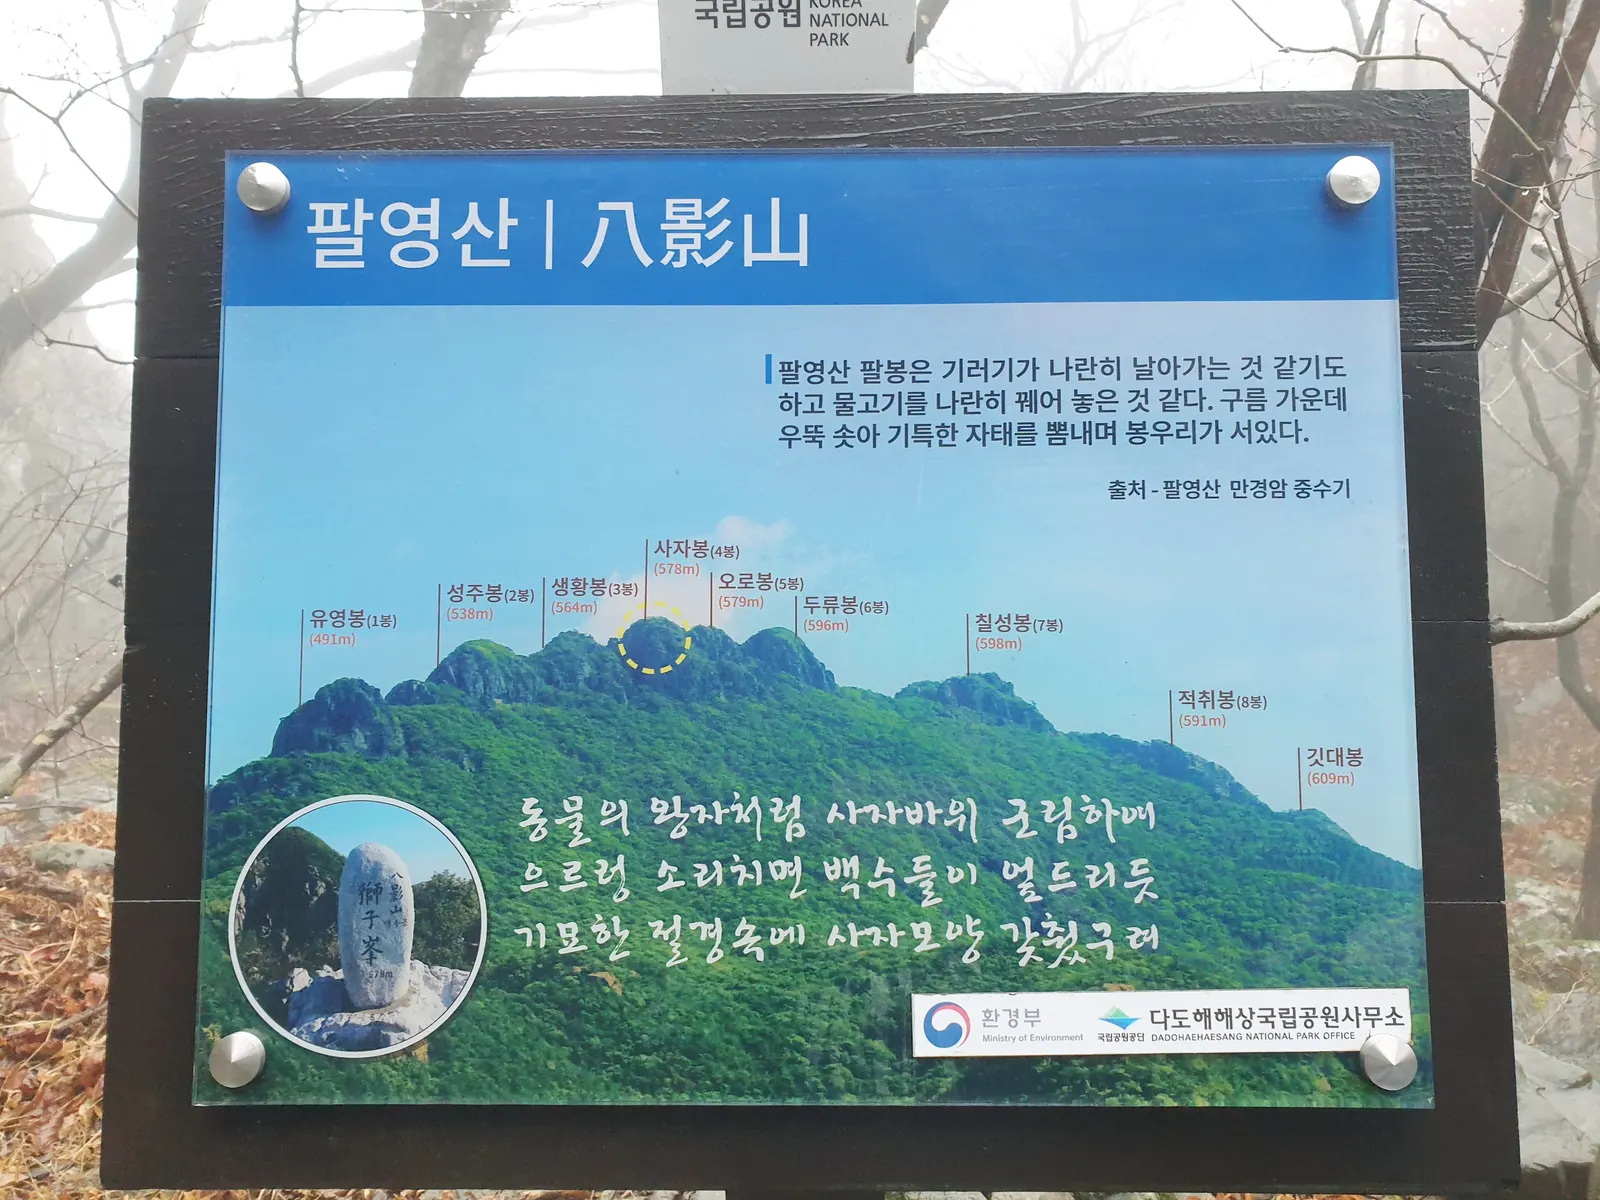 국립공원
KOREA
NATIONAL
PARK
팔영산 | 八影山
팔영산 팔봉은 기러기가 나란히 날아가는 것 같기도
하고 물고기를 나란히 꿰어 놓은 것 같다. 구름 가운데
우뚝 솟아 기특한 자태를 뽐내며 봉우리가 서있다.
출처 - 팔영산 만경암 중수기
유영봉(1봉)
(491m)
성주봉(2봉)
(538m)
생황봉(3봉)
(564m)
사자봉(4봉)
(578m)
오로봉(5봉)
(579m)
두류봉(6봉)
(596m)
칠성봉(7봉)
(598m)
적취봉(8봉)
(591m)
깃대봉
(609m)
동물의 왕자처럼 사자바위 군림하여
으르렁 소리치면 백수들이 엎드리듯
기묘한 절경속에 사자모양 갖췄구려
八影山
獅子峯
578m
환경부
Ministry of Environment
국립공원공단
다도해해상국립공원사무소
DADOHAEHAESANG NATIONAL PARK OFFICE